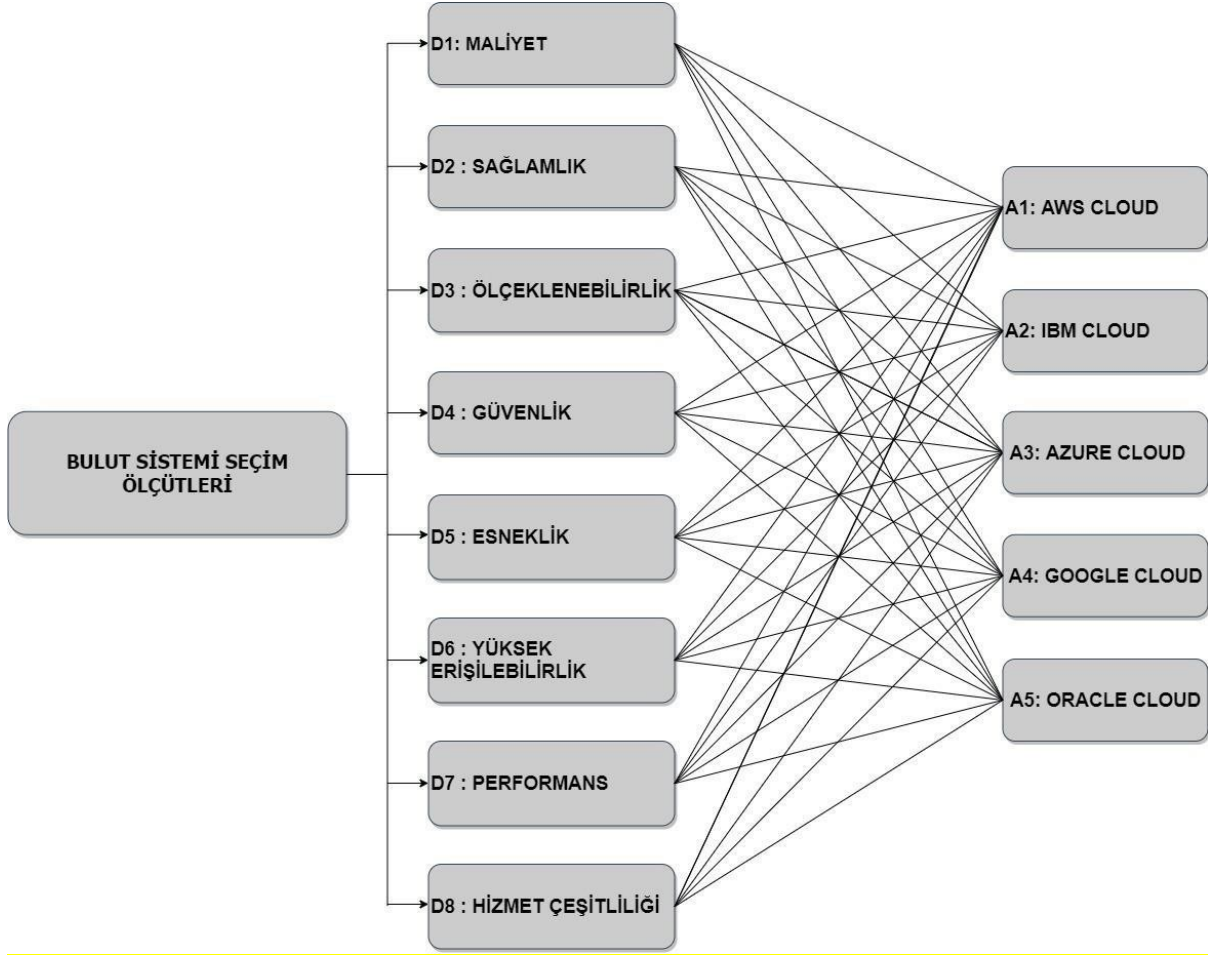 BULUT SİSTEMİ SEÇİM
ÖLÇÜTLERİ
D1: MALİYET
D2 : SAĞLAMLIK
D3 : ÖLÇEKLENEBİLİRLİK
D4 : GÜVENLİK
D5 : ESNEKLİK
D6 : YÜKSEK
ERİŞİLEBİLİRLİK
D7 : PERFORMANS
D8 : HİZMET ÇEŞİTLİLİĞİ
A1: AWS CLOUD
A2: IBM CLOUD
A3: AZURE CLOUD
A4: GOOGLE CLOUD
A5: ORACLE CLOUD